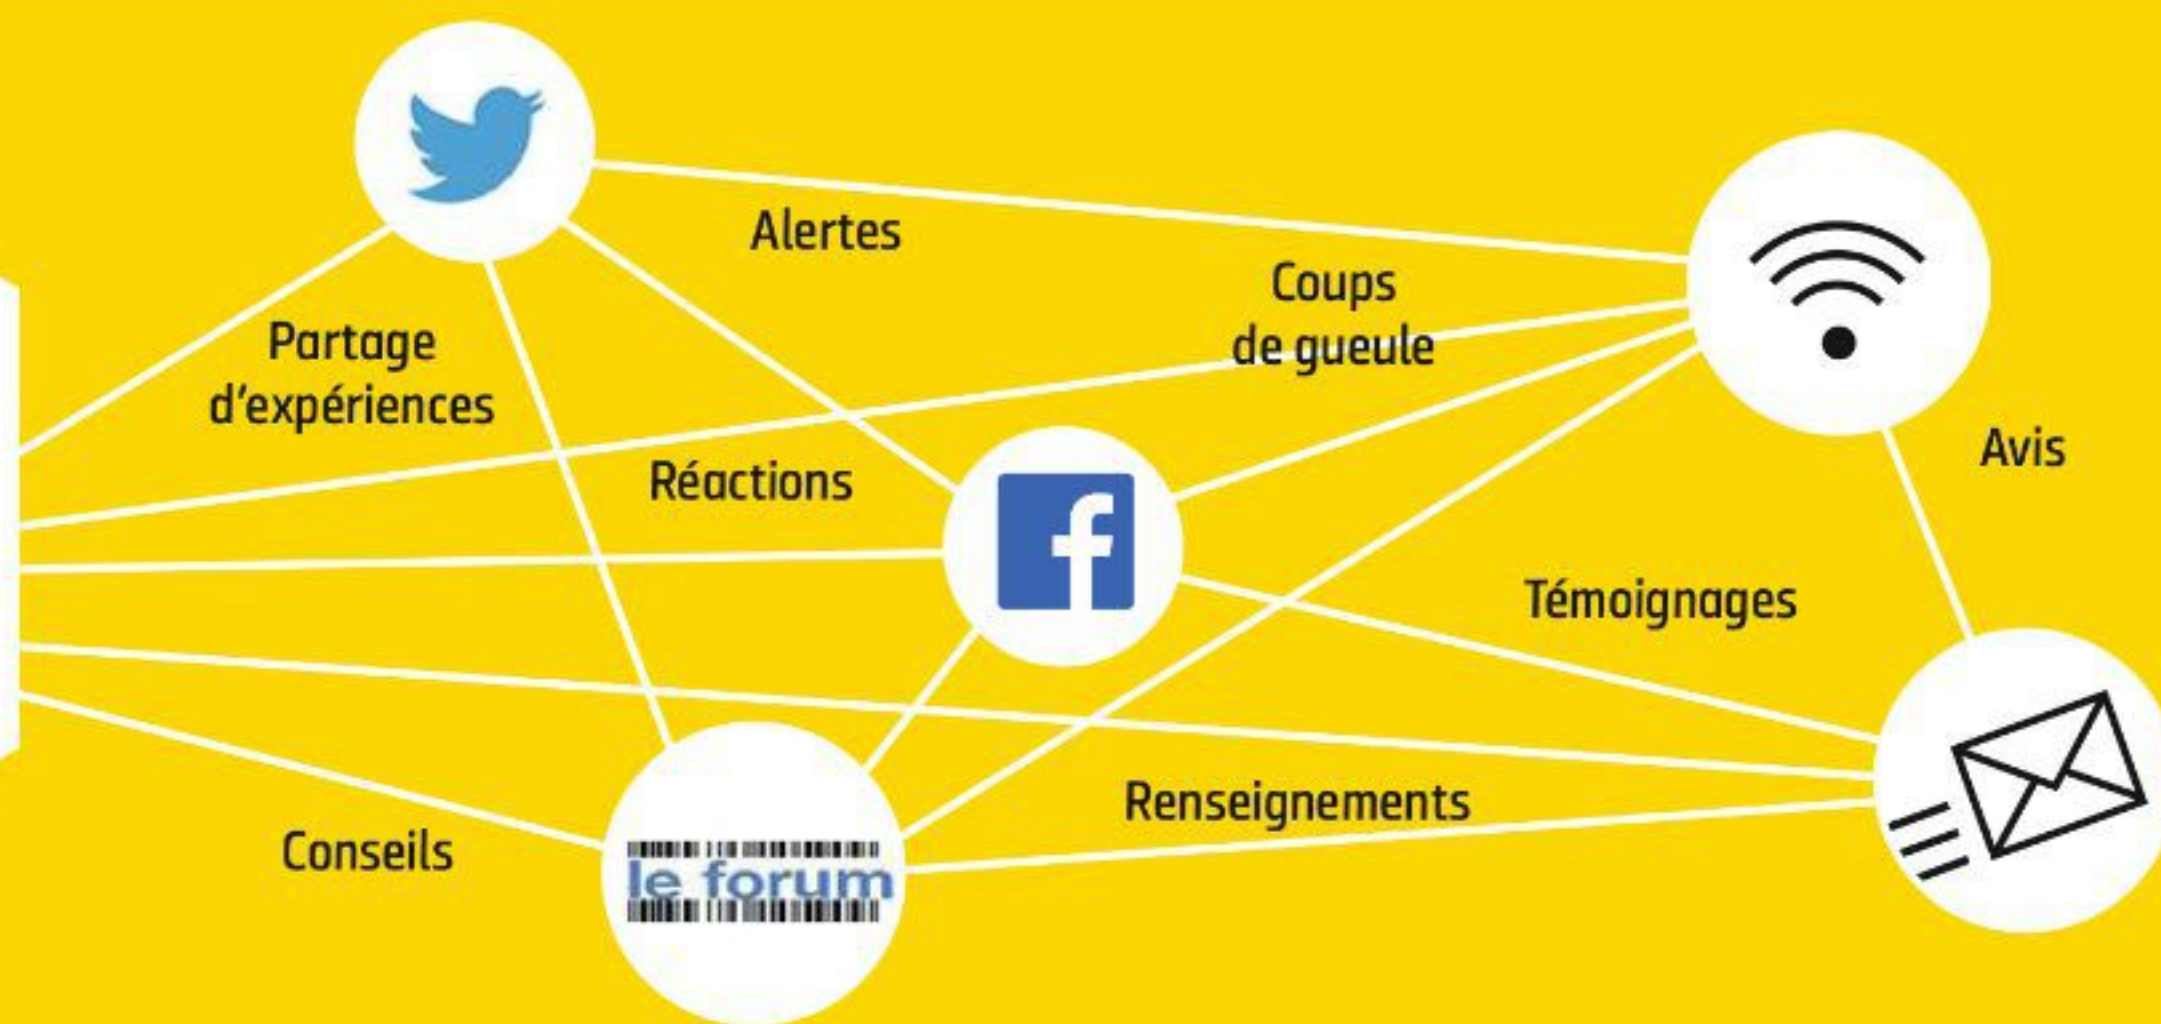 Alertes
Coups
de gueule
Partage
d'expériences
Réactions
Avis
Témoignages
Renseignements
Conseils
le forum